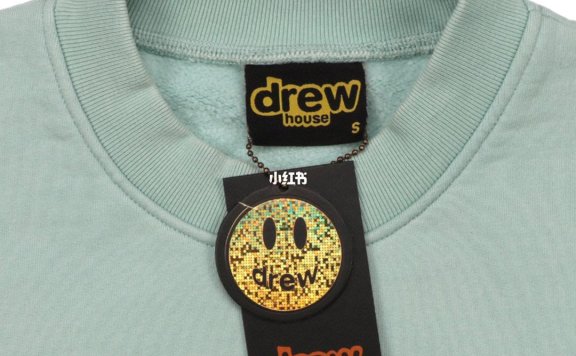 drew
house
S
小红书
drew